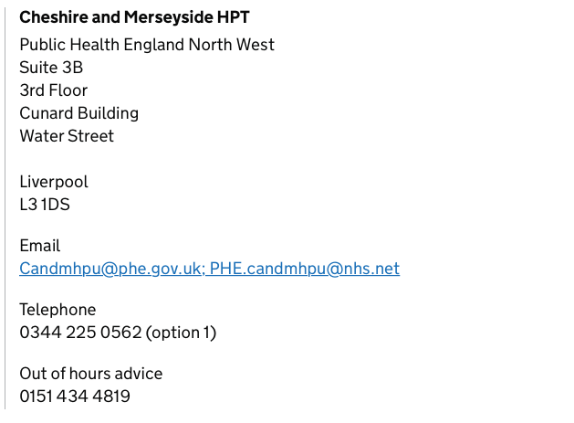 Cheshire and Merseyside HPT
Public Health England North West
Suite 3B
3rd Floor
Cunard Building
Water Street
Liverpool
L3 1DS
Email
Candmhpu@phe.gov.uk; PHE.candmhpu@nhs.net
Telephone
0344 225 0562 (option 1)
Out of hours advice
0151 434 4819